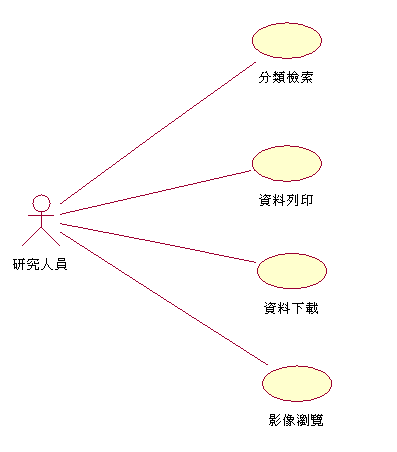 分類檢索
資料列印
研究人員
資料下載
影像瀏覽